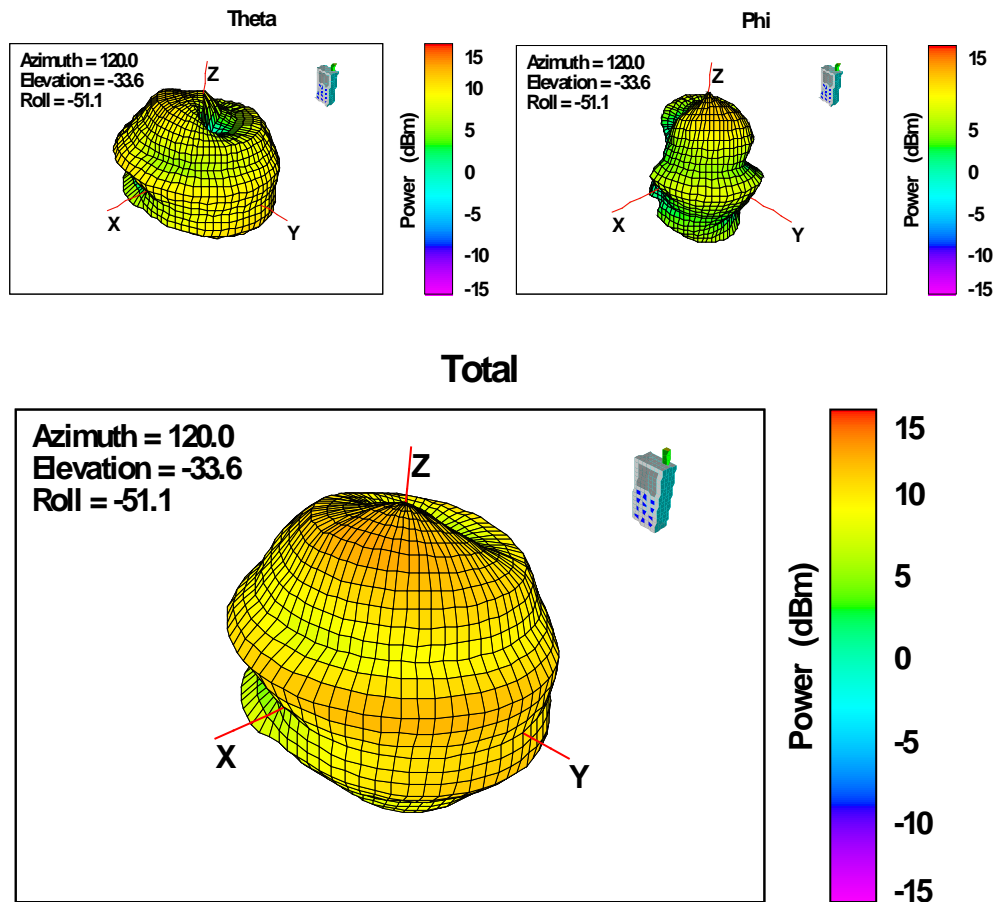 Theta
Azimuth = 120.0
Elevation = -33.6
Roll = -51.1
Z
X
Y
Power (dBm)
15
10
5
0
-5
-10
-15
Phi
Azimuth = 120.0
Elevation = -33.6
Roll = -51.1
Z
X
Y
Power (dBm)
15
10
5
0
-5
-10
-15
Total
Azimuth = 120.0
Elevation = -33.6
Roll = -51.1
Z
X
Y
Power (dBm)
15
10
5
0
-5
-10
-15